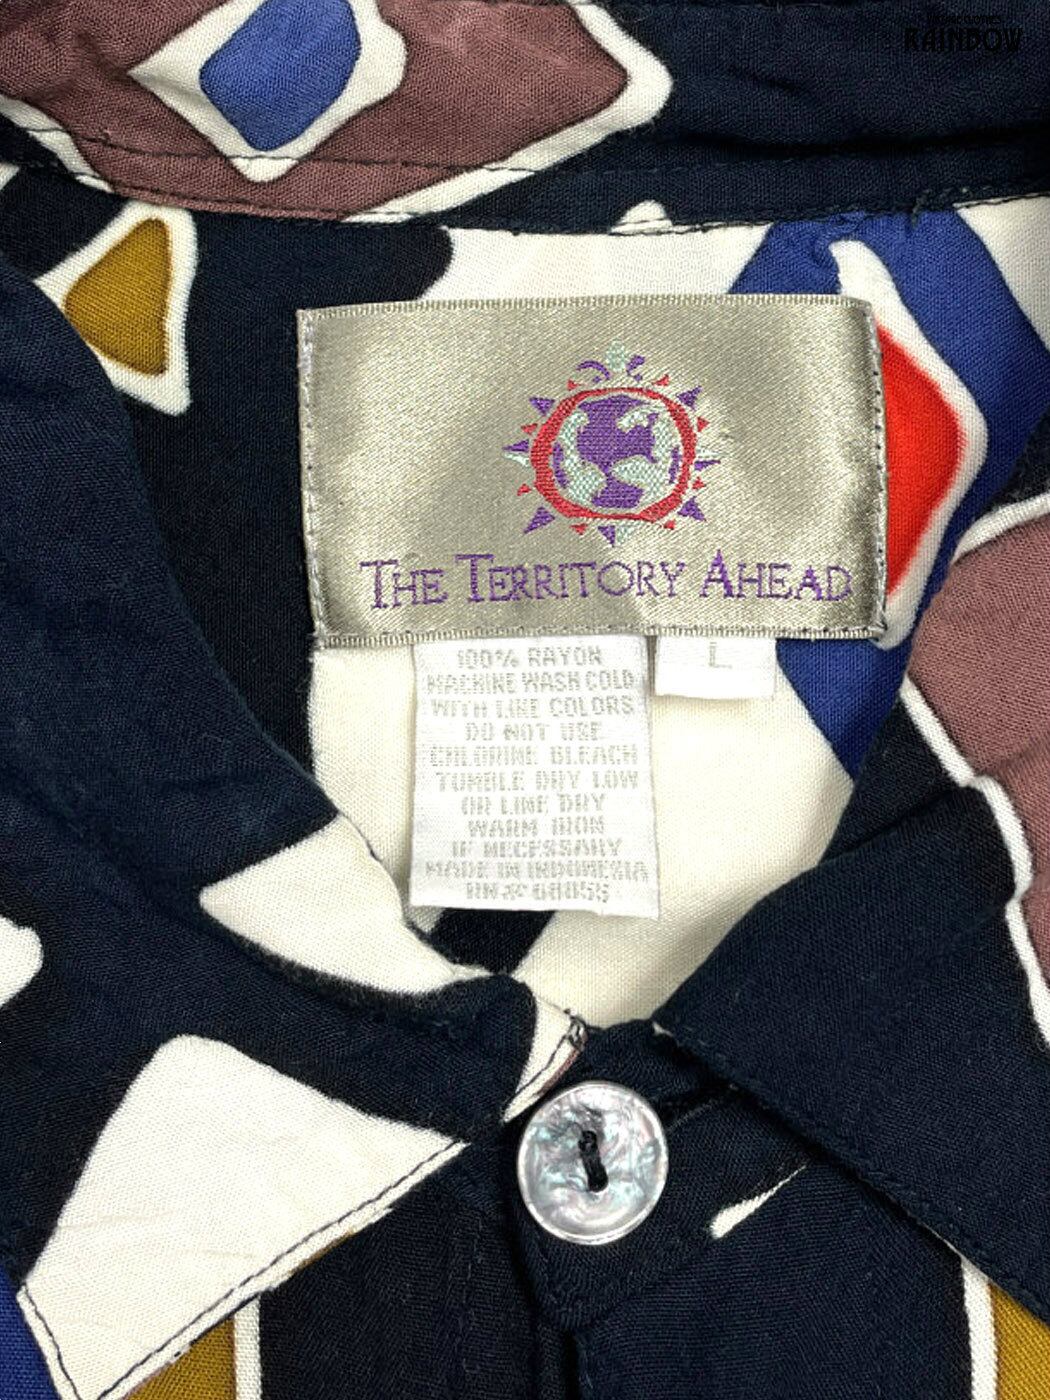 RAINBOW
THE TERRITORY AHEAD
100% RAYON
MACHINE WASH COLD
WITH LIKE COLORS
DO NOT USE
CHLORINE BLEACH
TUMBLE DRY LOW
OR LINE DRY
WARM IRON
IF NECESSARY
MADE IN INDONESIA
L